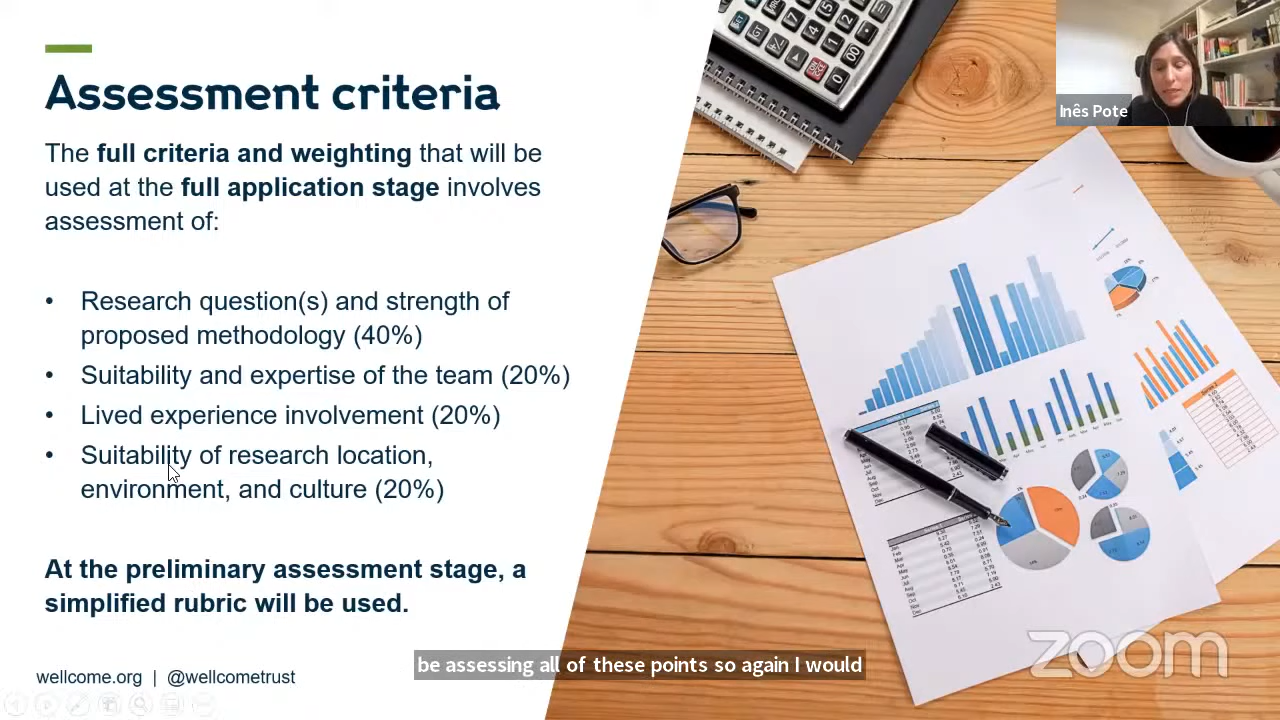 Assessment criteria
The full criteria and weighting that will be
used at the full application stage involves
assessment of:
• Research question(s) and strength of
proposed methodology (40%)
• Suitability and expertise of the team (20%)
• Lived experience involvement (20%)
• Suitability of research location,
environment, and culture (20%)
At the preliminary assessment stage, a
simplified rubric will be used.
wellcome.org | @wellcometrust
Inês Pote
be assessing all of these points so again I would
zoom